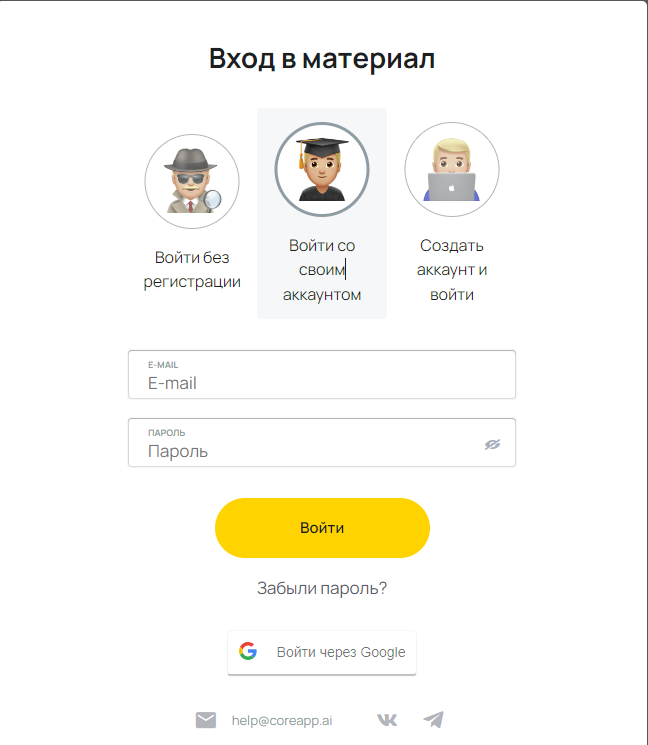 Вход в материал
Войти без
регистрации
Войти со
своим
аккаунтом
Создать
аккаунт и
войти
E-MAIL
E-mail
ПАРОЛЬ
Пароль
Войти
Забыли пароль?
Войти через Google
help@coreapp.ai